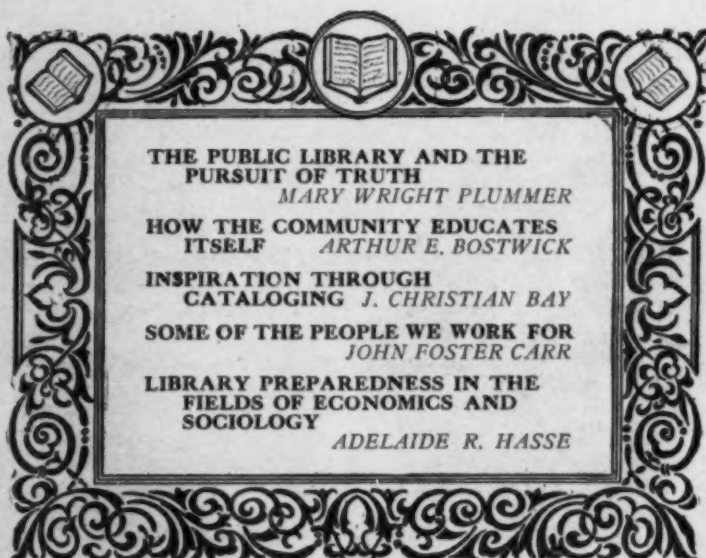 THE PUBLIC LIBRARY AND THE
PURSUIT OF TRUTH
MARY WRIGHT PLUMMER
HOW THE COMMUNITY EDUCATES
ITSELF ARTHUR E. BOSTWICK
INSPIRATION THROUGH
CATALOGING J. CHRISTIAN BAY
SOME OF THE PEOPLE WE WORK FOR
JOHN FOSTER CARR
LIBRARY PREPAREDNESS IN THE
FIELDS OF ECONOMICS AND
SOCIOLOGY
ADELAIDE R. HASSE